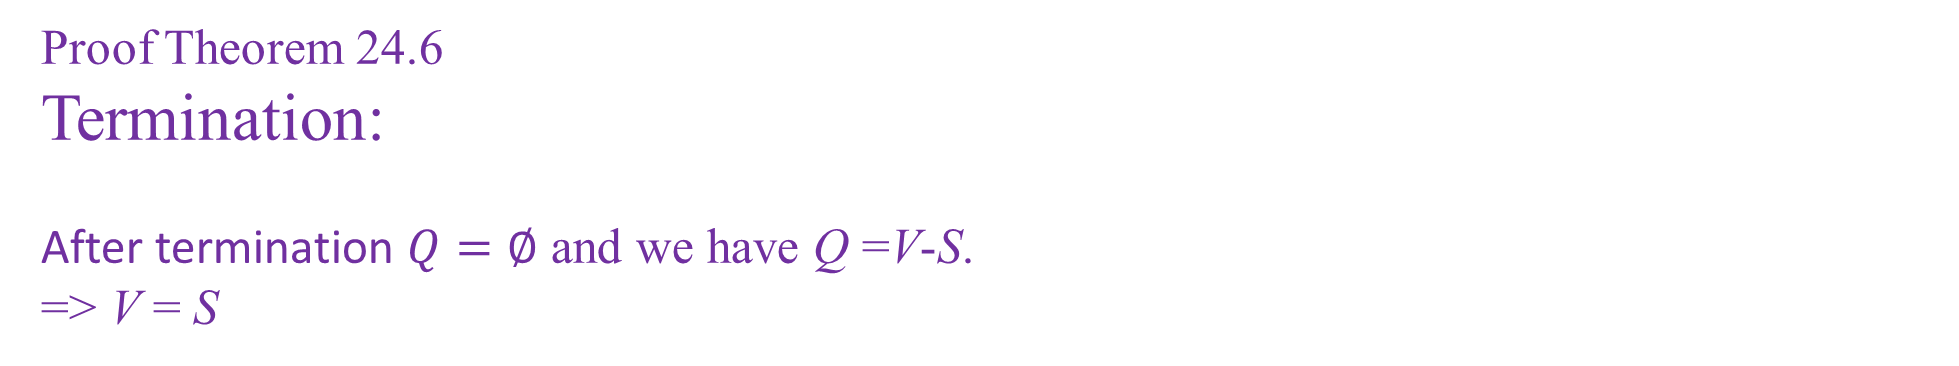 Proof Theorem 24.6
Termination:
After termination Q = ∅ and we have Q =V-S.
=> V = S